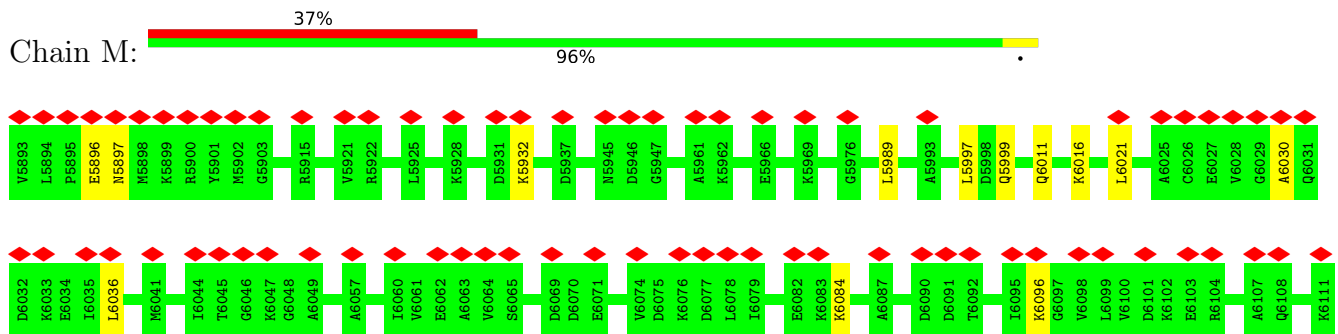 37%
Chain M:
96%
.
V5893 L5894 P5895 E5896 N5897 M5898 K5899 R5900 Y5901 M5902 G5903 R5915 V5921 R5922 L5925 K5928 D5931 K5932 D5937 N5945 D5946 G5947 A5961 K5962 E5966 K5969 G5976 L5989 A5993 L5997 D5998 Q5999 Q6011 K6016 L6021 A6025 C6026 E6027 V6028 G6029 A6030 Q6031
D6032 K6033 E6034 I6035 L6036 M6041 I6044 T6045 G6046 K6047 G6048 A6049 A6057 I6060 V6061 E6062 A6063 V6064 S6065 D6069 D6070 E6071 V6074 D6075 K6076 D6077 L6078 I6079 E6082 K6083 K6084 A6087 D6090 D6091 T6092 I6095 K6096 G6097 V6098 L6099 V6100 D6101 K6102 E6103 R6104 A6107 Q6108 K6111